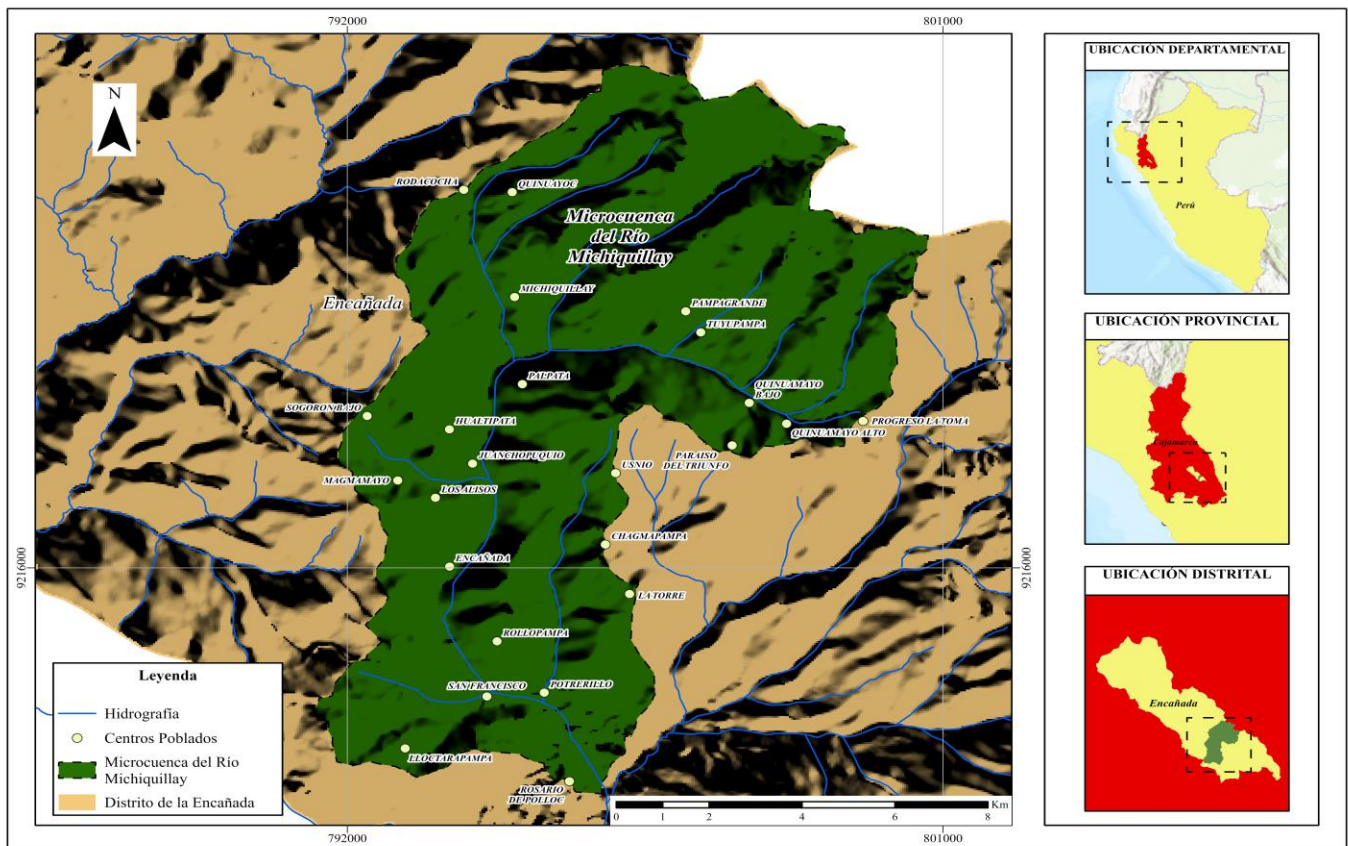 792000
801000
N
RODACOCHA
QUINUAYOC
Microcuenca
del Río
Michiquillay
Encañada
MICHIQUILLAY
PAMPAGRANDE
TUYUPAMPA
PALPATA
QUINUAMAYO
BAJO
SOGORON BAJO
HUALTIPATA
PROGRESO LA TOMA
QUINUAMAYO ALTO
PARAISO
DEL TRIUNFO
JUANCHOPUQUIO
USNIO
MAGMAMAYO
LOS ALISOS
CHAGMAPAMPA
ENCAÑADA
9216000
9216000
LA TORRE
ROLLOPAMPA
SAN FRANCISCO
POTRERILLO
LLOCTARAPAMPA
ROSARIO
DE POLLOC
Leyenda
Hidrografía
Centros Poblados
Microcuenca del Río
Michiquillay
Distrito de la Encañada
Km
0 1 2 4 6 8
792000
801000
UBICACIÓN DEPARTAMENTAL
Perú
UBICACIÓN PROVINCIAL
Cajamarca
UBICACIÓN DISTRITAL
Encañada